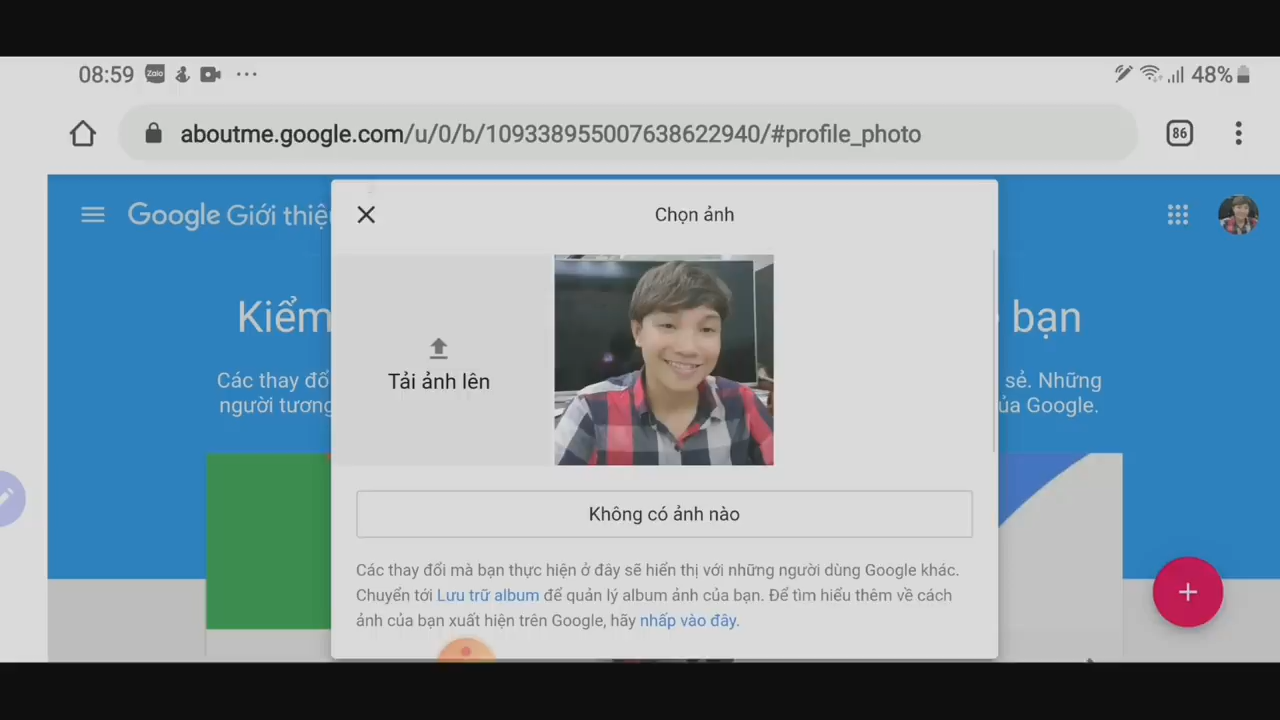 08:59 Zalo ··· 48%
aboutme.google.com/u/0/b/109338955007638622940/#profile_photo 86
Google Giới thiệu
Chọn ảnh
Kiểm
bạn
Tải ảnh lên
Các thay đổ
sẻ. Những
người tương
ủa Google.
Không có ảnh nào
Các thay đổi mà bạn thực hiện ở đây sẽ hiển thị với những người dùng Google khác.
Chuyển tới Lưu trữ album để quản lý album ảnh của bạn. Để tìm hiểu thêm về cách
ảnh của bạn xuất hiện trên Google, hãy nhấp vào đây.